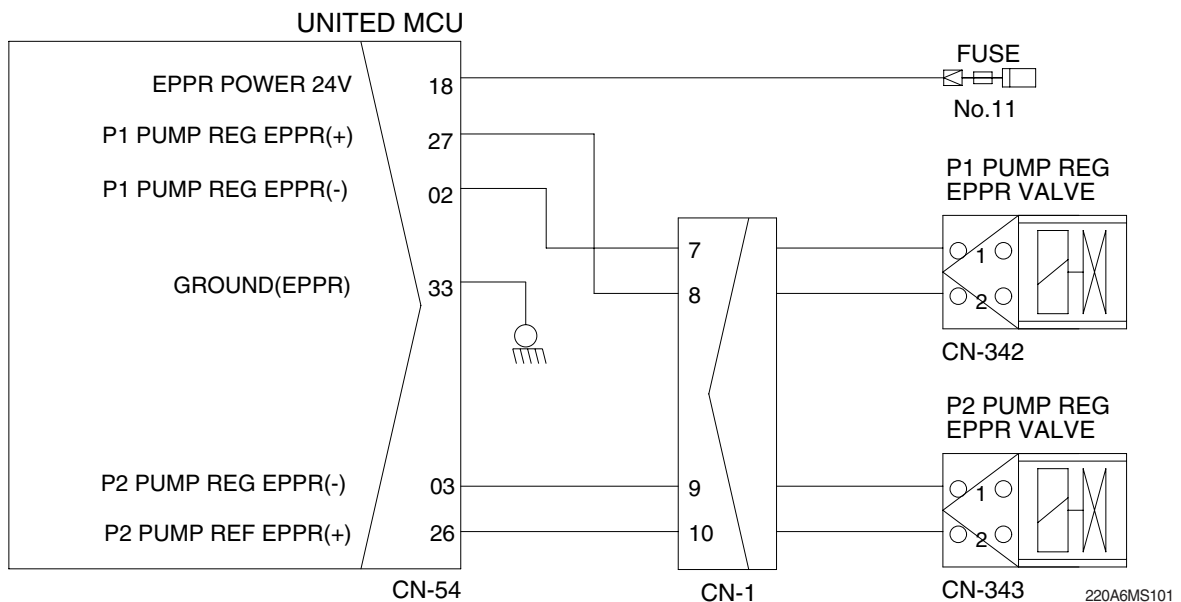 UNITED MCU
EPPR POWER 24V
18
FUSE
No.11
P1 PUMP REG EPPR(+)
27
P1 PUMP REG EPPR(-)
02
P1 PUMP REG
EPPR VALVE
7
1
GROUND(EPPR)
33
8
2
CN-342
P2 PUMP REG
EPPR VALVE
P2 PUMP REG EPPR(-)
03
9
1
P2 PUMP REF EPPR(+)
26
10
2
CN-54
CN-1
CN-343
220A6MS101